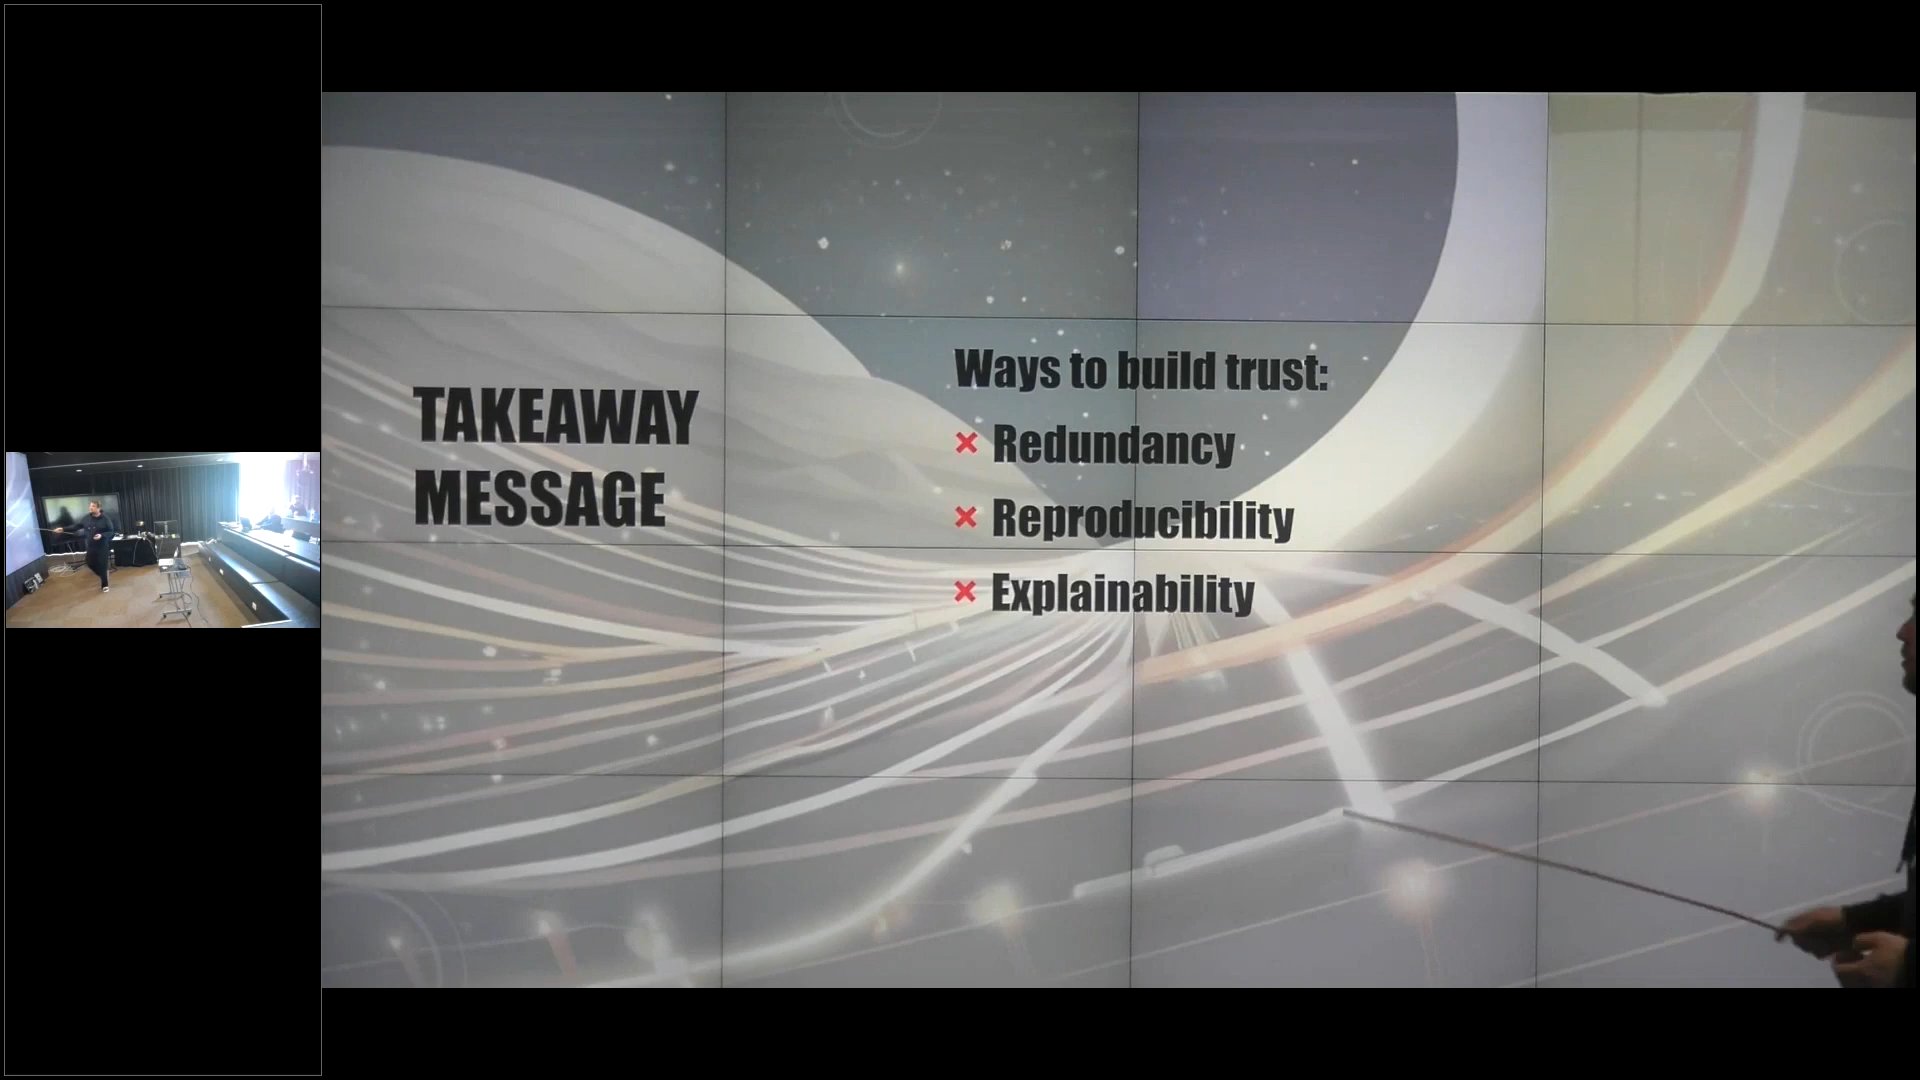 TAKEAWAY
MESSAGE
Ways to build trust:
× Redundancy
× Reproducibility
× Explainability